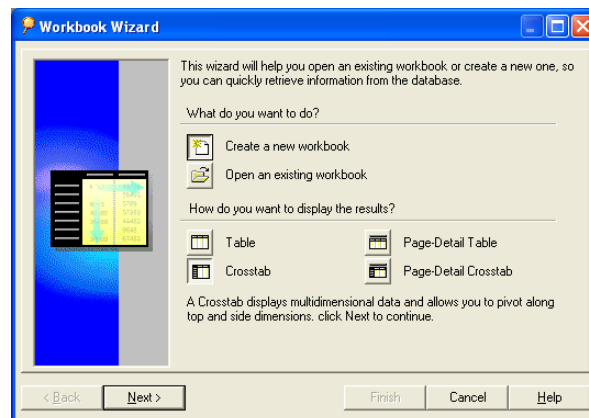 Workbook Wizard
This wizard will help you open an existing workbook or create a new one, so
you can quickly retrieve information from the database.
What do you want to do?
Create a new workbook
Open an existing workbook
How do you want to display the results?
Table
Page-Detail Table
Crosstab
Page-Detail Crosstab
A Crosstab displays multidimensional data and allows you to pivot along
top and side dimensions. click Next to continue.
< Back
Next >
Finish
Cancel
Help